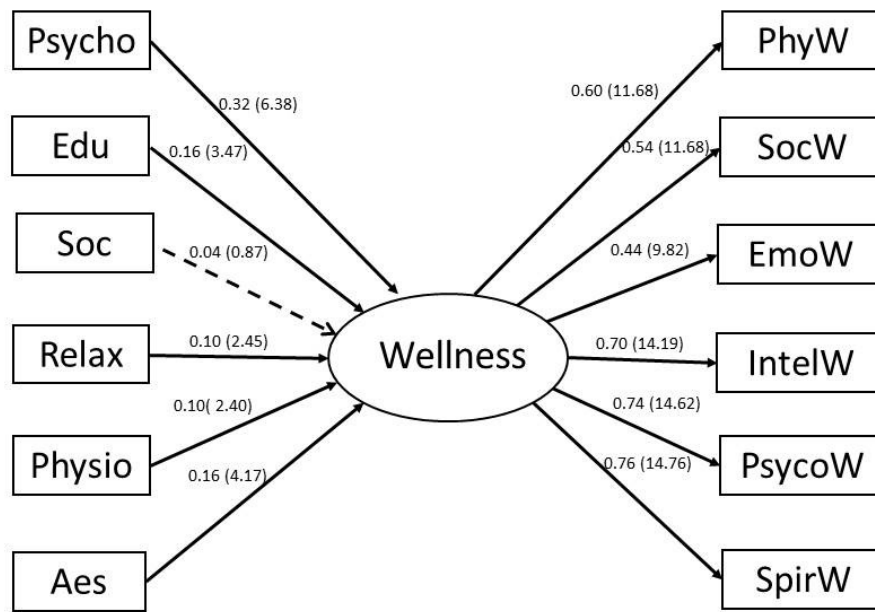 Psycho
0.32 (6.38)
Edu
0.16 (3.47)
Soc
0.04 (0.87)
Relax
0.10 (2.45)
Physio
0.10( 2.40)
Aes
0.16 (4.17)
Wellness
0.60 (11.68)
PhyW
0.54 (11.68)
SocW
0.44 (9.82)
EmoW
0.70 (14.19)
IntelW
0.74 (14.62)
PsycoW
0.76 (14.76)
SpirW